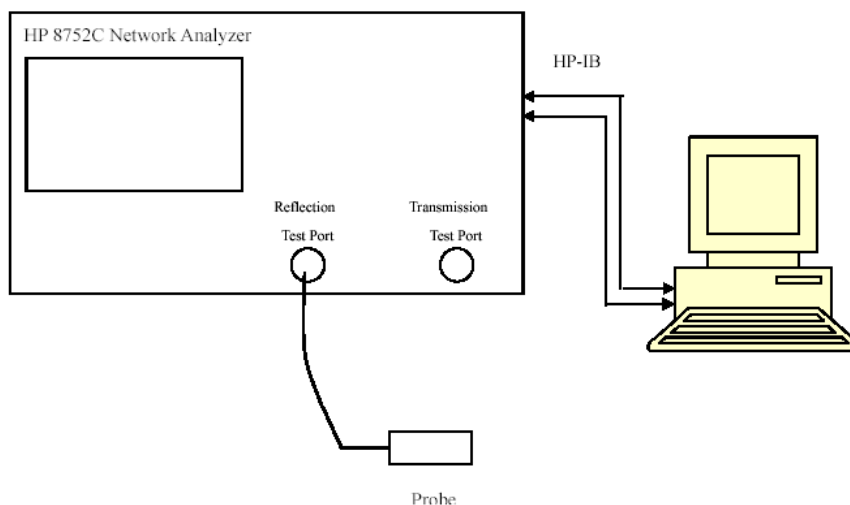 HP 8752C Network Analyzer
HP-IB
Reflection
Test Port
Transmission
Test Port
Probe